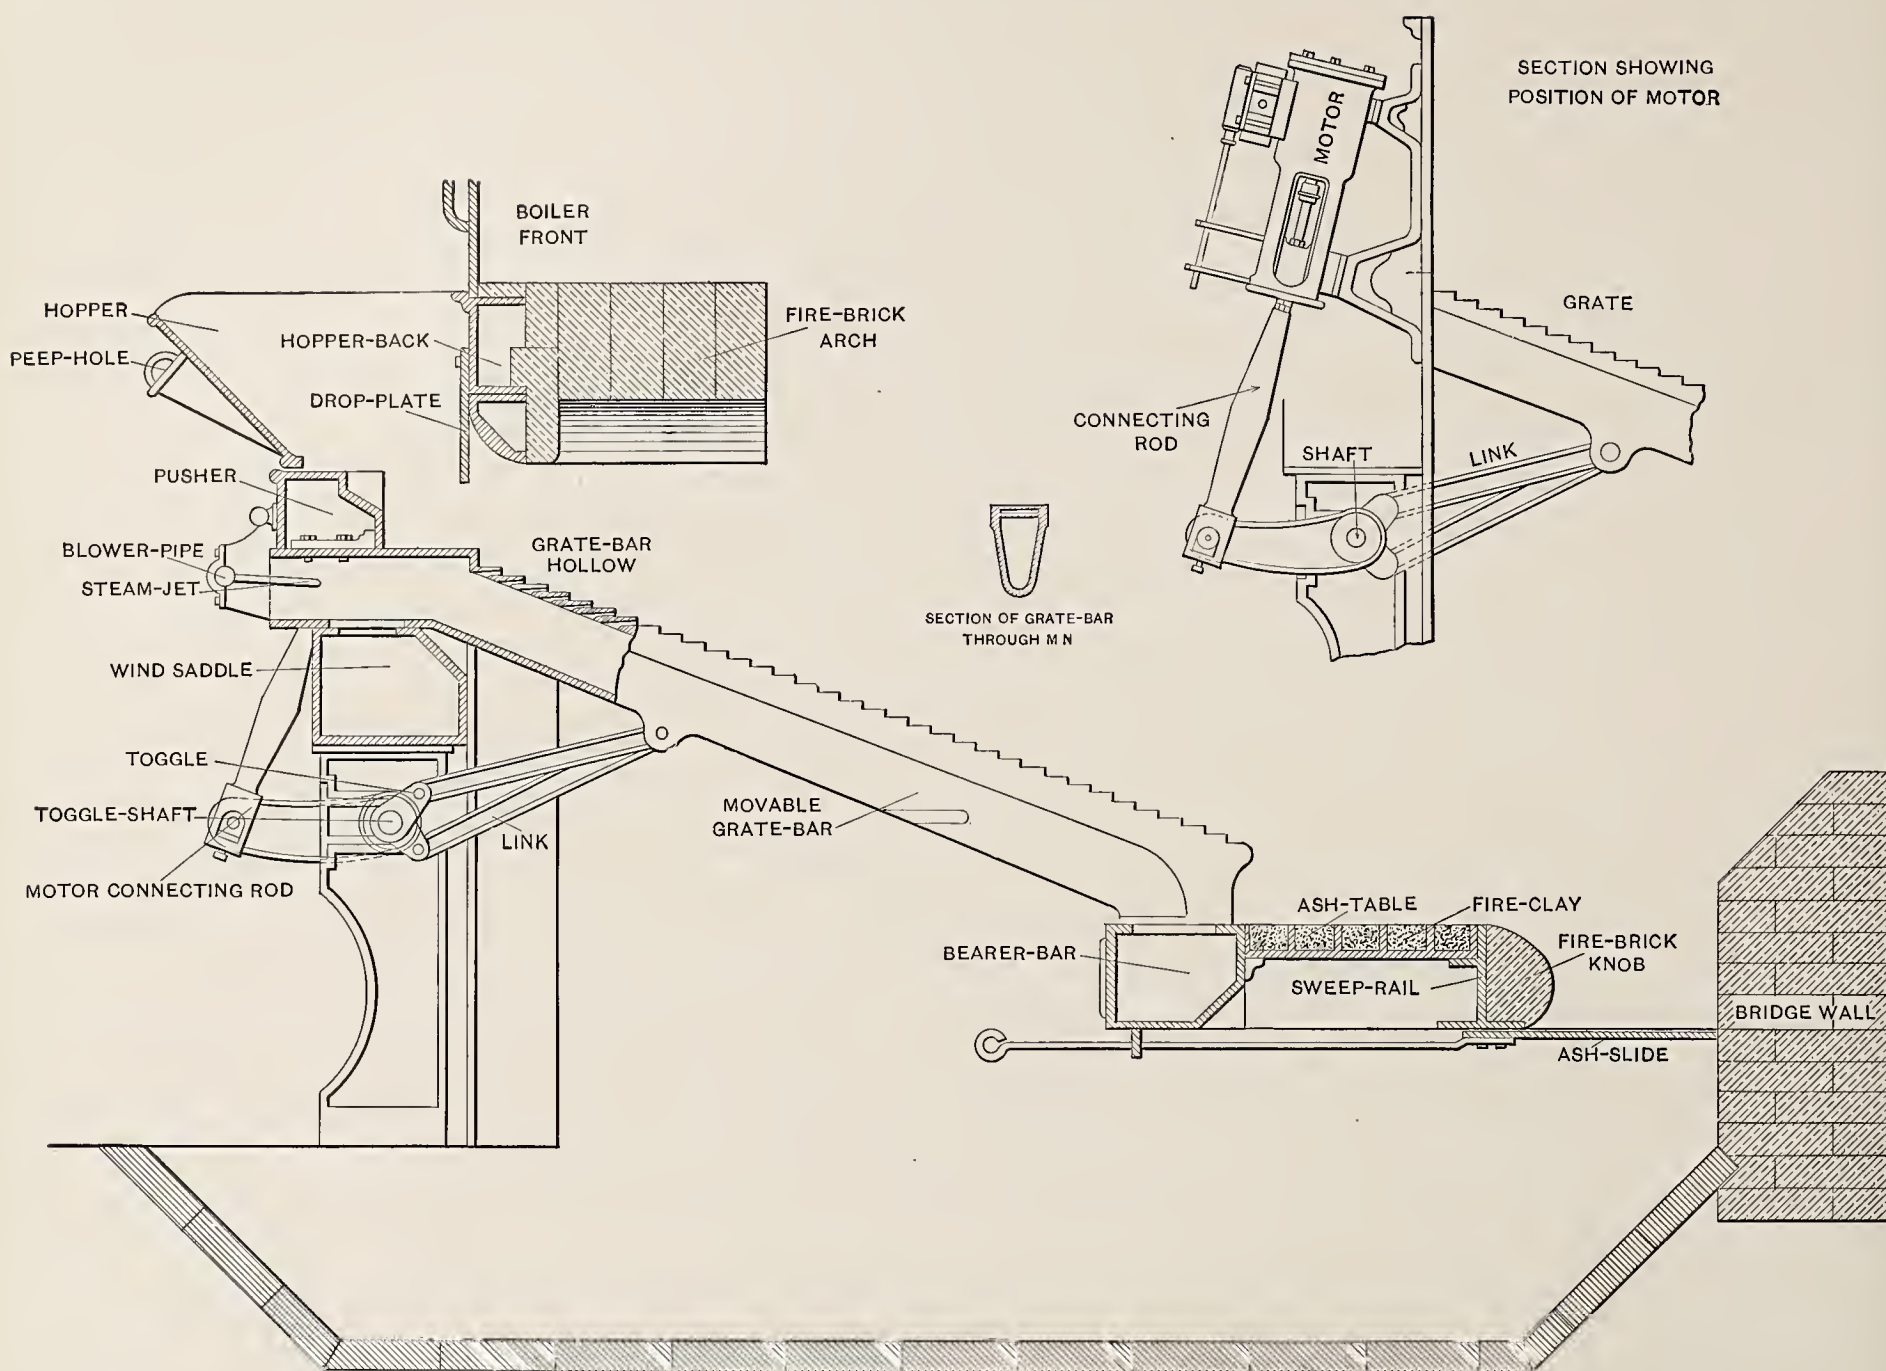 SECTION SHOWING
POSITION OF MOTOR
MOTOR
GRATE
CONNECTING
ROD
SHAFT
LINK
BOILER
FRONT
HOPPER
PEEP-HOLE
HOPPER-BACK
DROP-PLATE
FIRE-BRICK
ARCH
PUSHER
BLOWER-PIPE
STEAM-JET
GRATE-BAR
HOLLOW
SECTION OF GRATE-BAR
THROUGH M N
WIND SADDLE
TOGGLE
TOGGLE-SHAFT
LINK
MOTOR CONNECTING ROD
MOVABLE
GRATE-BAR
ASH-TABLE
FIRE-CLAY
BEARER-BAR
SWEEP-RAIL
FIRE-BRICK
KNOB
BRIDGE WALL
ASH-SLIDE